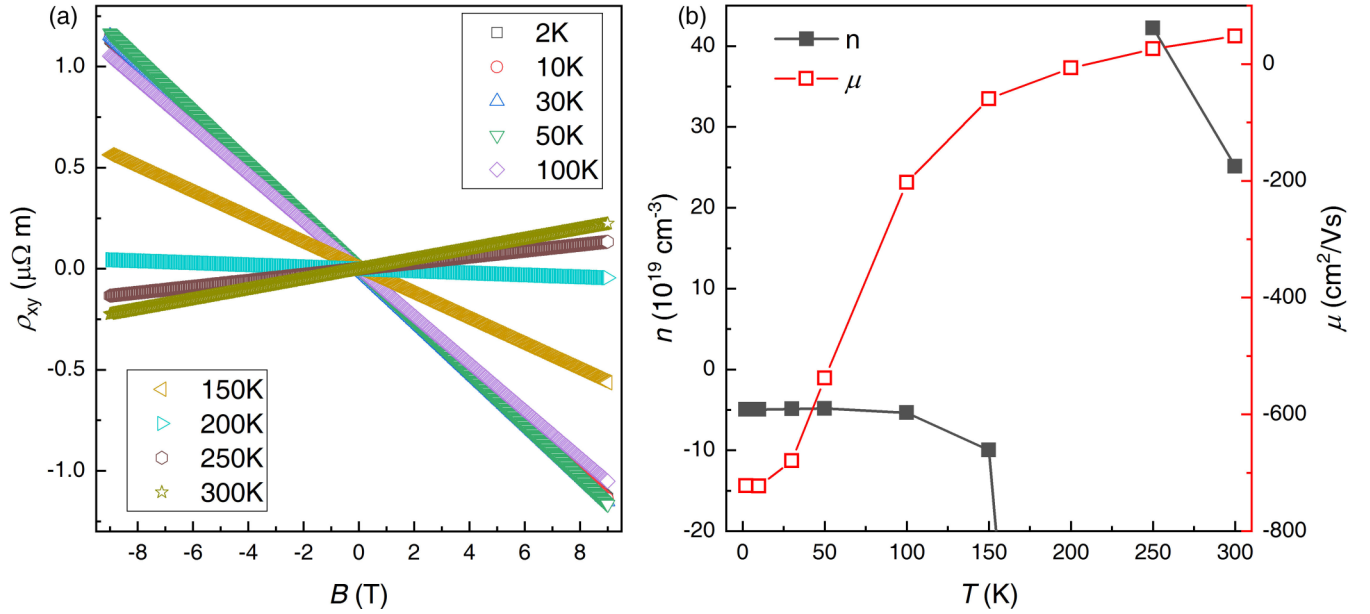 (a)
2K
10K
30K
50K
100K
150K
200K
250K
300K
1.0
0.5
0.0
-0.5
-1.0
ρxy (μΩ m)
-8 -6 -4 -2 0 2 4 6 8
B (T)
(b)
n
μ
40
30
20
10
0
-10
-20
n (10^19 cm^-3)
0
-200
-400
-600
-800
μ (cm^2/Vs)
0 50 100 150 200 250 300
T (K)